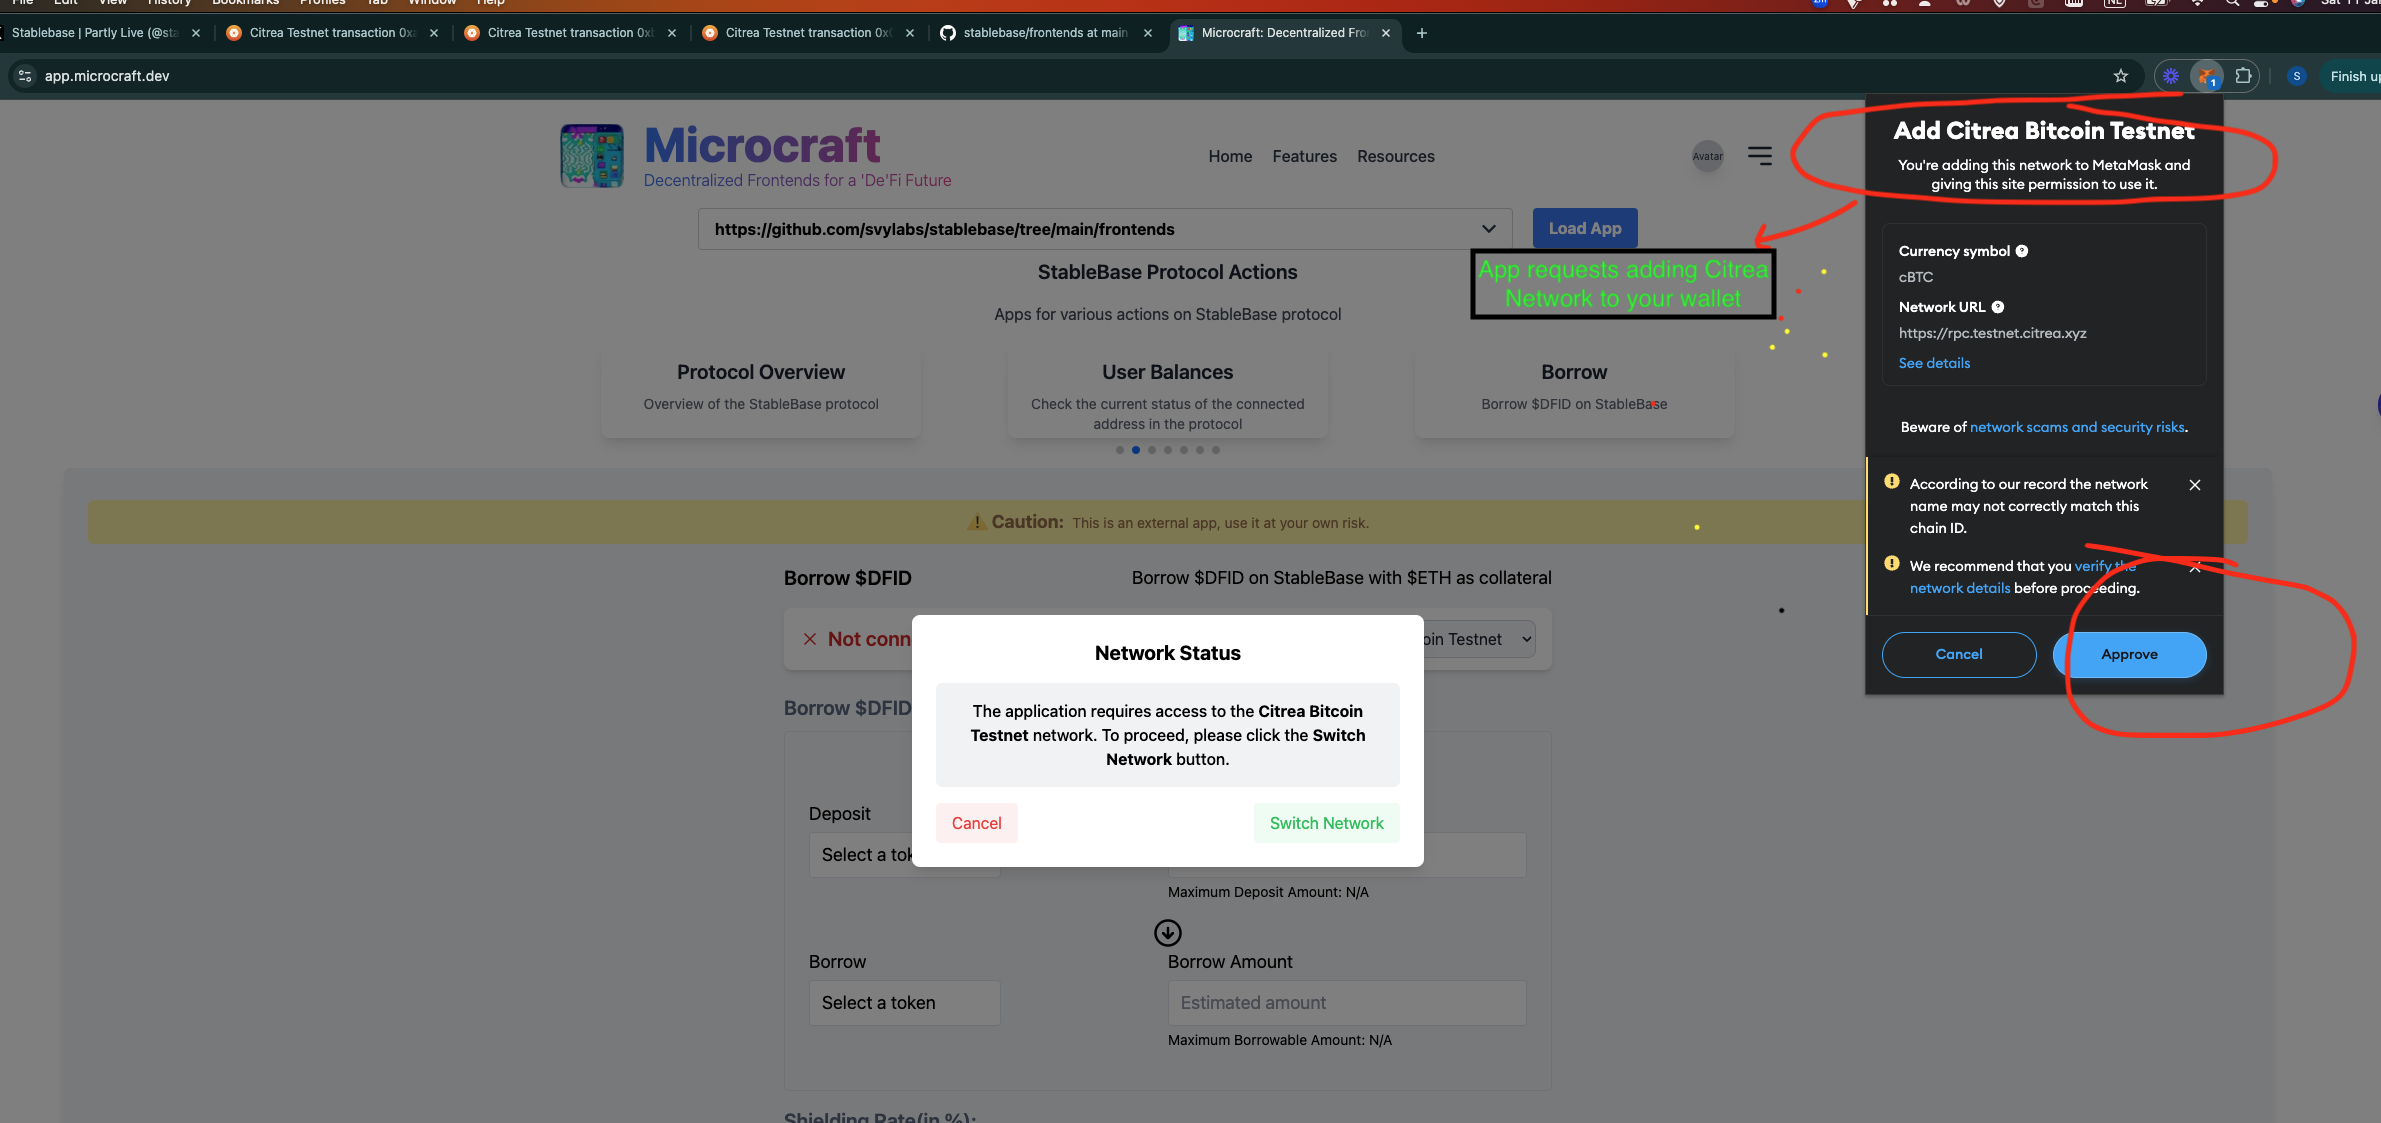 File Edit View History Bookmarks Profiles Tab Window Help
Stablebase | Partly Live (@sta
Citrea Testnet transaction 0x
Citrea Testnet transaction 0x
Citrea Testnet transaction 0x
stablebase/frontends at main
Microcraft: Decentralized Fro
app.microcraft.dev
S
Finish up
1
Microcraft
Decentralized Frontends for a 'De'Fi Future
Home Features Resources
Avatar
https://github.com/svylabs/stablebase/tree/main/frontends
Load App
StableBase Protocol Actions
Apps for various actions on StableBase protocol
App requests adding Citrea
Network to your wallet
Protocol Overview
Overview of the StableBase protocol
User Balances
Check the current status of the connected
address in the protocol
Borrow
Borrow $DFID on StableBase
Caution: This is an external app, use it at your own risk.
Borrow $DFID
Borrow $DFID on StableBase with $ETH as collateral
Not conn
oin Testnet
Borrow $DFID
Network Status
The application requires access to the Citrea Bitcoin
Testnet network. To proceed, please click the Switch
Network button.
Cancel
Switch Network
Deposit
Select a tok
Maximum Deposit Amount: N/A
Borrow
Borrow Amount
Select a token
Estimated amount
Maximum Borrowable Amount: N/A
Shielding Rate(in %):
Add Citrea Bitcoin Testnet
You're adding this network to MetaMask and
giving this site permission to use it.
Currency symbol
cBTC
Network URL
https://rpc.testnet.citrea.xyz
See details
Beware of network scams and security risks.
According to our record the network
name may not correctly match this
chain ID.
We recommend that you verify the
network details before proceeding.
Cancel
Approve